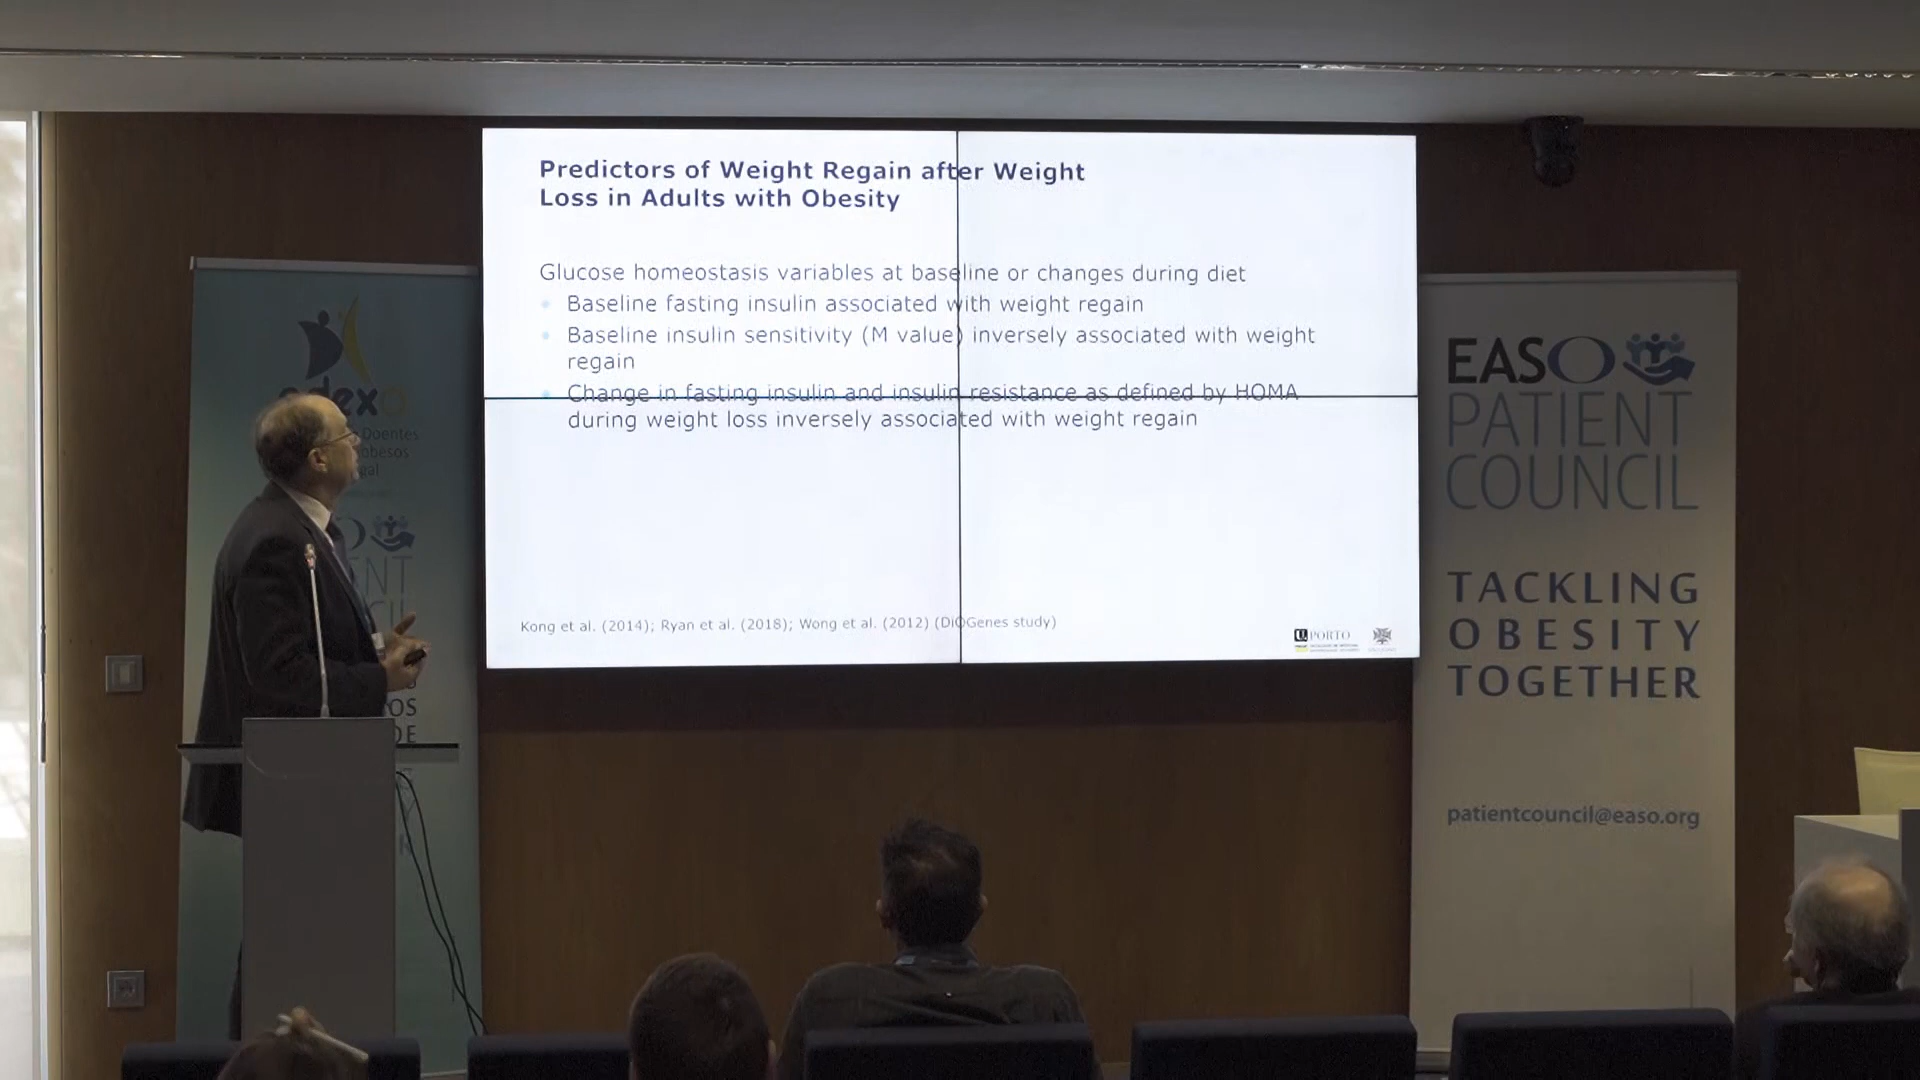 Predictors of Weight Regain after Weight
Loss in Adults with Obesity
Glucose homeostasis variables at baseline or changes during diet
Baseline fasting insulin associated with weight regain
Baseline insulin sensitivity (M value) inversely associated with weight
regain
Change in fasting insulin and insulin resistance as defined by HOMA
during weight loss inversely associated with weight regain
Kong et al. (2014); Ryan et al. (2018); Wong et al. (2012) (DiOGenes study)
U. PORTO
Doentes
obesos
EASO
PATIENT
COUNCIL
TACKLING
OBESITY
TOGETHER
patientcouncil@easo.org